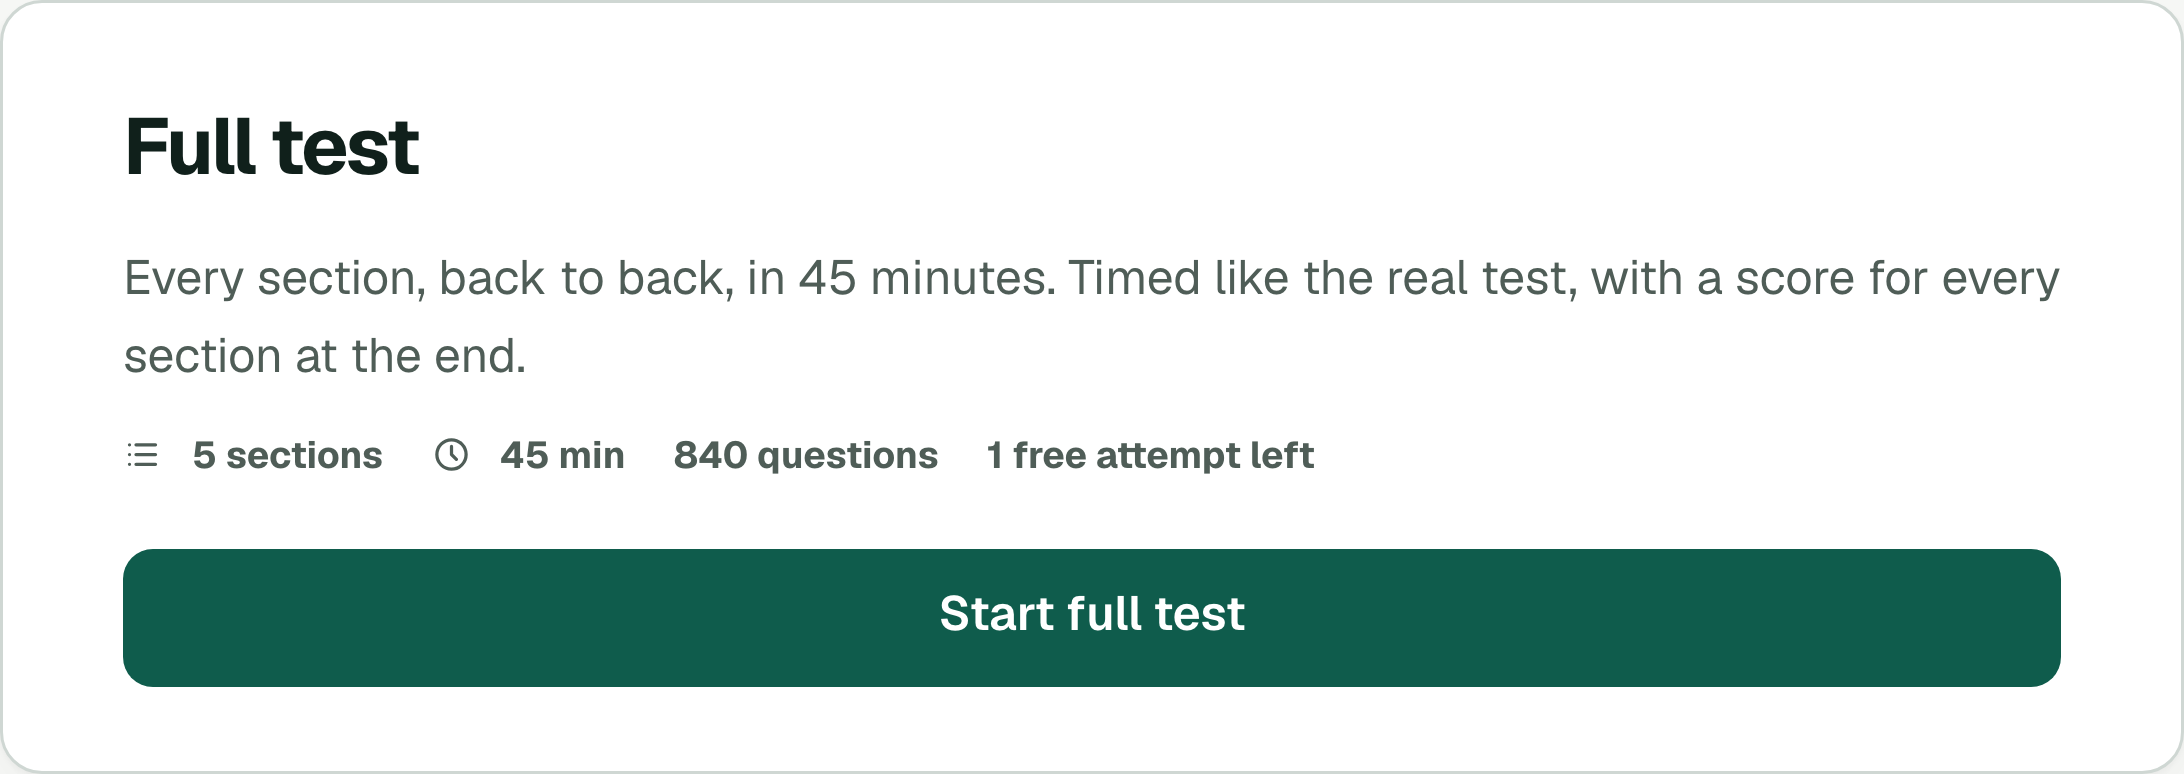 Full test
Every section, back to back, in 45 minutes. Timed like the real test, with a score for every
section at the end.
5 sections 45 min 840 questions 1 free attempt left
Start full test